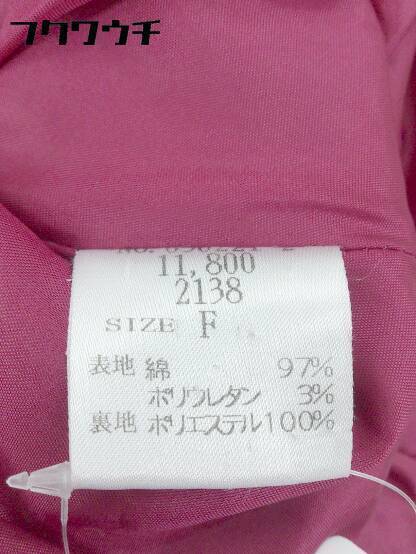 フクワウチ
11,800
2138
SIZE F
表地 綿 97%
ポリウレタン 3%
裏地 ポリエステル100%